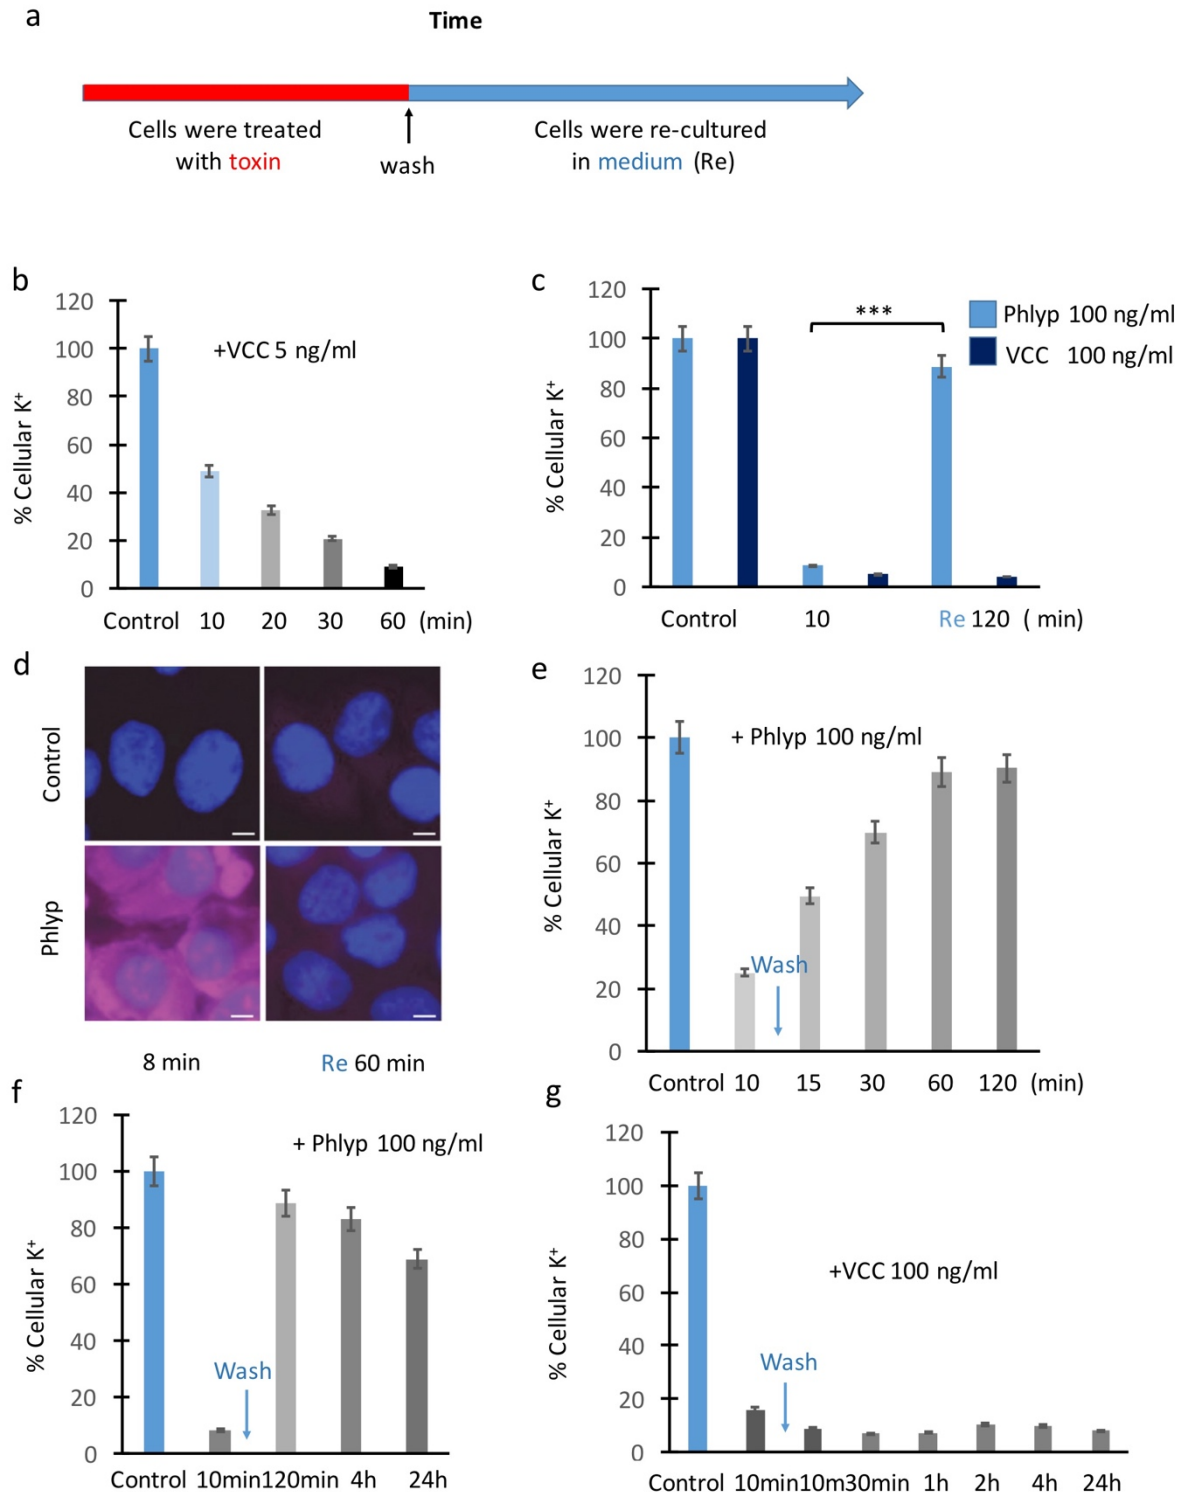 a
Time
Cells were treated
with toxin
wash
Cells were re-cultured
in medium (Re)
b
% Cellular K⁺
120
100
80
60
40
20
0
+VCC 5 ng/ml
Control 10 20 30 60 (min)
c
% Cellular K⁺
120
100
80
60
40
20
0
***
Phlyp 100 ng/ml
VCC 100 ng/ml
Control 10 Re 120 ( min)
d
Control
Phlyp
8 min
Re 60 min
e
% Cellular K⁺
120
100
80
60
40
20
0
+ Phlyp 100 ng/ml
Wash
Control 10 15 30 60 120 (min)
f
% Cellular K⁺
120
100
80
60
40
20
0
+ Phlyp 100 ng/ml
Wash
Control 10min 120min 4h 24h
g
% Cellular K⁺
120
100
80
60
40
20
0
+VCC 100 ng/ml
Wash
Control 10min 10m 30min 1h 2h 4h 24h